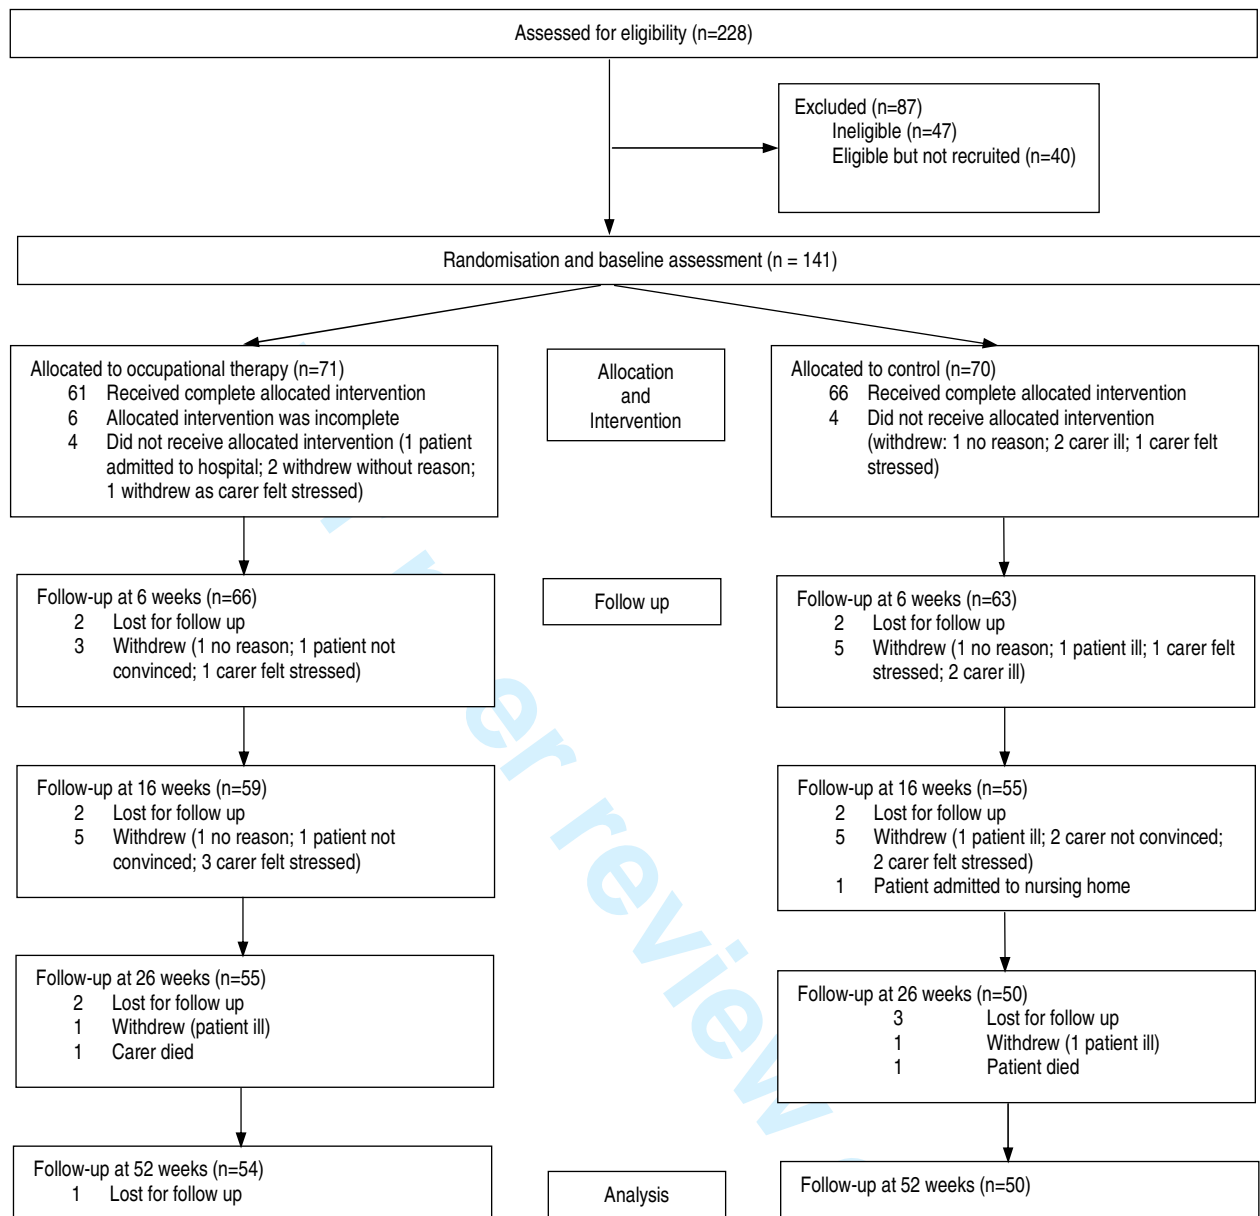 Assessed for eligibility (n=228)
Excluded (n=87)
Ineligible (n=47)
Eligible but not recruited (n=40)
Randomisation and baseline assessment (n = 141)
Allocated to occupational therapy (n=71)
61 Received complete allocated intervention
6 Allocated intervention was incomplete
4 Did not receive allocated intervention (1 patient
admitted to hospital; 2 withdrew without reason;
1 withdrew as carer felt stressed)
Allocation
and
Intervention
Allocated to control (n=70)
66 Received complete allocated intervention
4 Did not receive allocated intervention
(withdrew: 1 no reason; 2 carer ill; 1 carer felt
stressed)
Follow-up at 6 weeks (n=66)
2 Lost for follow up
3 Withdrew (1 no reason; 1 patient not
convinced; 1 carer felt stressed)
Follow up
Follow-up at 6 weeks (n=63)
2 Lost for follow up
5 Withdrew (1 no reason; 1 patient ill; 1 carer felt
stressed; 2 carer ill)
Follow-up at 16 weeks (n=59)
2 Lost for follow up
5 Withdrew (1 no reason; 1 patient not
convinced; 3 carer felt stressed)
Follow-up at 16 weeks (n=55)
2 Lost for follow up
5 Withdrew (1 patient ill; 2 carer not convinced;
2 carer felt stressed)
1 Patient admitted to nursing home
Follow-up at 26 weeks (n=55)
2 Lost for follow up
1 Withdrew (patient ill)
1 Carer died
Follow-up at 26 weeks (n=50)
3 Lost for follow up
1 Withdrew (1 patient ill)
1 Patient died
Follow-up at 52 weeks (n=54)
1 Lost for follow up
Analysis
Follow-up at 52 weeks (n=50)
er review